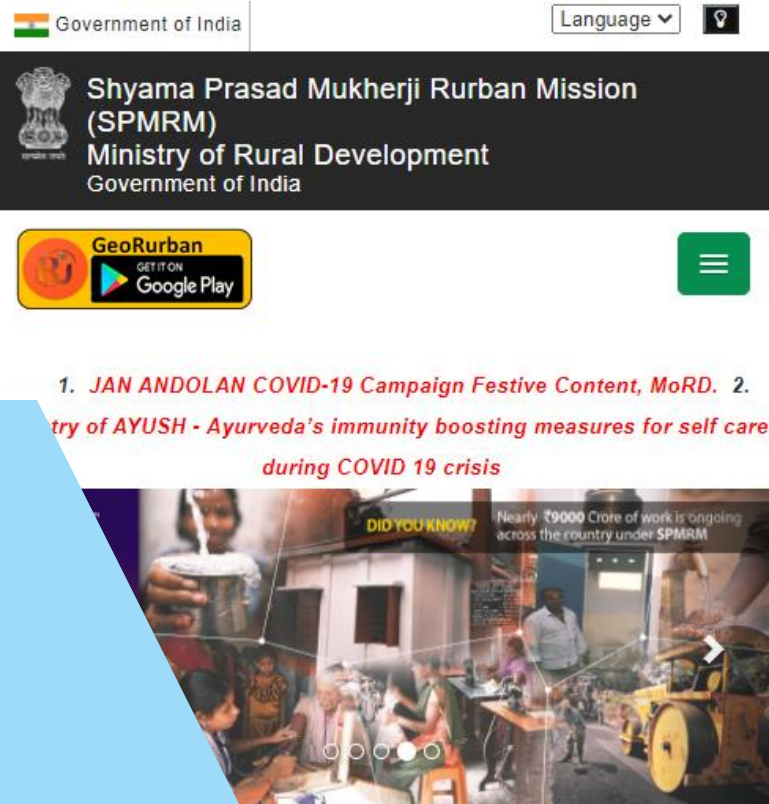 Government of India
Language
Shyama Prasad Mukherji Rurban Mission
(SPMRM)
Ministry of Rural Development
Government of India
GeoRurban
GET IT ON
Google Play
1. JAN ANDOLAN COVID-19 Campaign Festive Content, MoRD. 2.
try of AYUSH - Ayurveda's immunity boosting measures for self care
during COVID 19 crisis
DID YOU KNOW?
Nearly ₹9000 Crore of work is ongoing
across the country under SPMRM